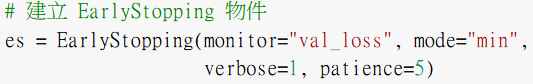 # 建立 EarlyStopping 物件
es = EarlyStopping(monitor="val_loss", mode="min",
                   verbose=1, patience=5)